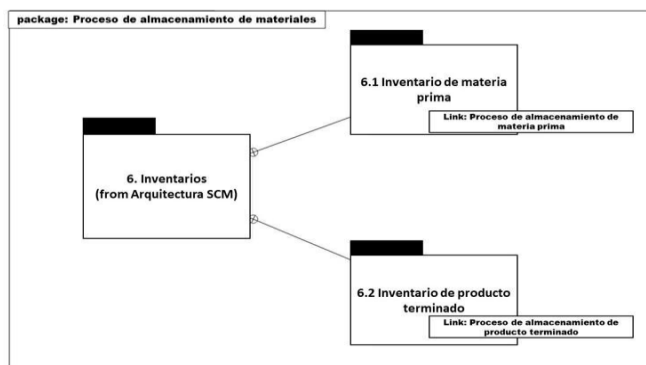 package: Proceso de almacenamiento de materiales
6.1 Inventario de materia
prima
Link: Proceso de almacenamiento de
materia prima
6. Inventarios
(from Arquitectura SCM)
6.2 Inventario de producto
terminado
Link: Proceso de almacenamiento de
producto terminado